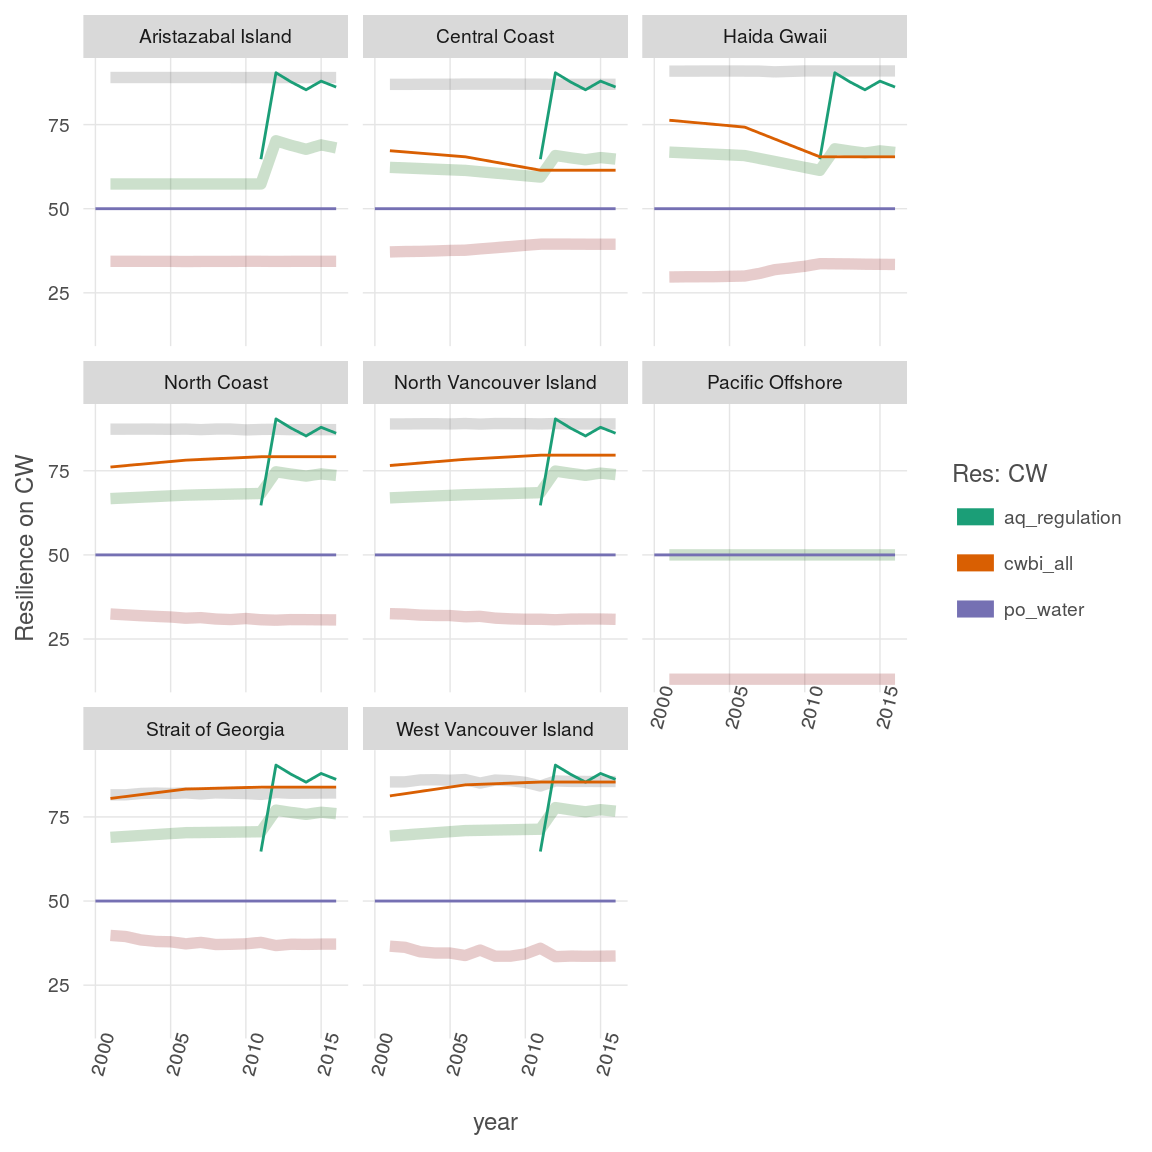 Aristazabal Island
Central Coast
Haida Gwaii
75
50
25
North Coast
North Vancouver Island
Pacific Offshore
75
50
25
2000
2005
2010
2015
Strait of Georgia
West Vancouver Island
75
50
25
2000
2005
2010
2015
2000
2005
2010
2015
year
Resilience on CW
Res: CW
aq_regulation
cwbi_all
po_water